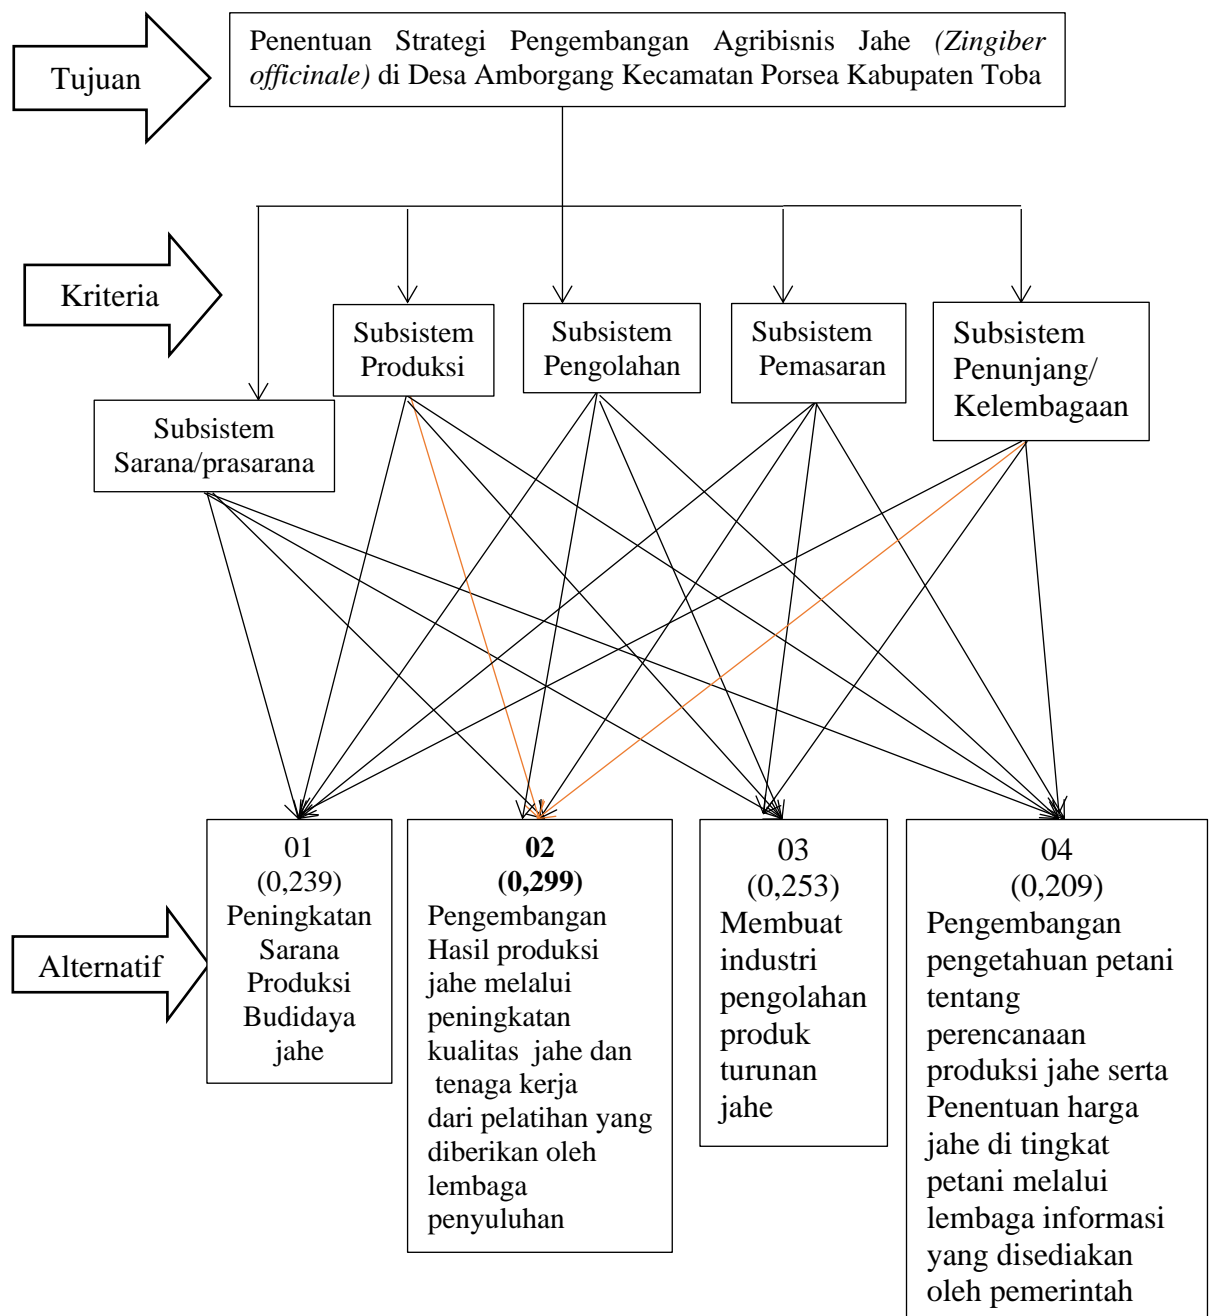 Tujuan
Penentuan Strategi Pengembangan Agribisnis Jahe (Zingiber
officinale) di Desa Amborgang Kecamatan Porsea Kabupaten Toba
Kriteria
Subsistem
Sarana/prasarana
Subsistem
Produksi
Subsistem
Pengolahan
Subsistem
Pemasaran
Subsistem
Penunjang/
Kelembagaan
Alternatif
01
(0,239)
Peningkatan
Sarana
Produksi
Budidaya
jahe
02
(0,299)
Pengembangan
Hasil produksi
jahe melalui
peningkatan
kualitas jahe dan
tenaga kerja
dari pelatihan yang
diberikan oleh
lembaga
penyuluhan
03
(0,253)
Membuat
industri
pengolahan
produk
turunan
jahe
04
(0,209)
Pengembangan
pengetahuan petani
tentang
perencanaan
produksi jahe serta
Penentuan harga
jahe di tingkat
petani melalui
lembaga informasi
yang disediakan
oleh pemerintah